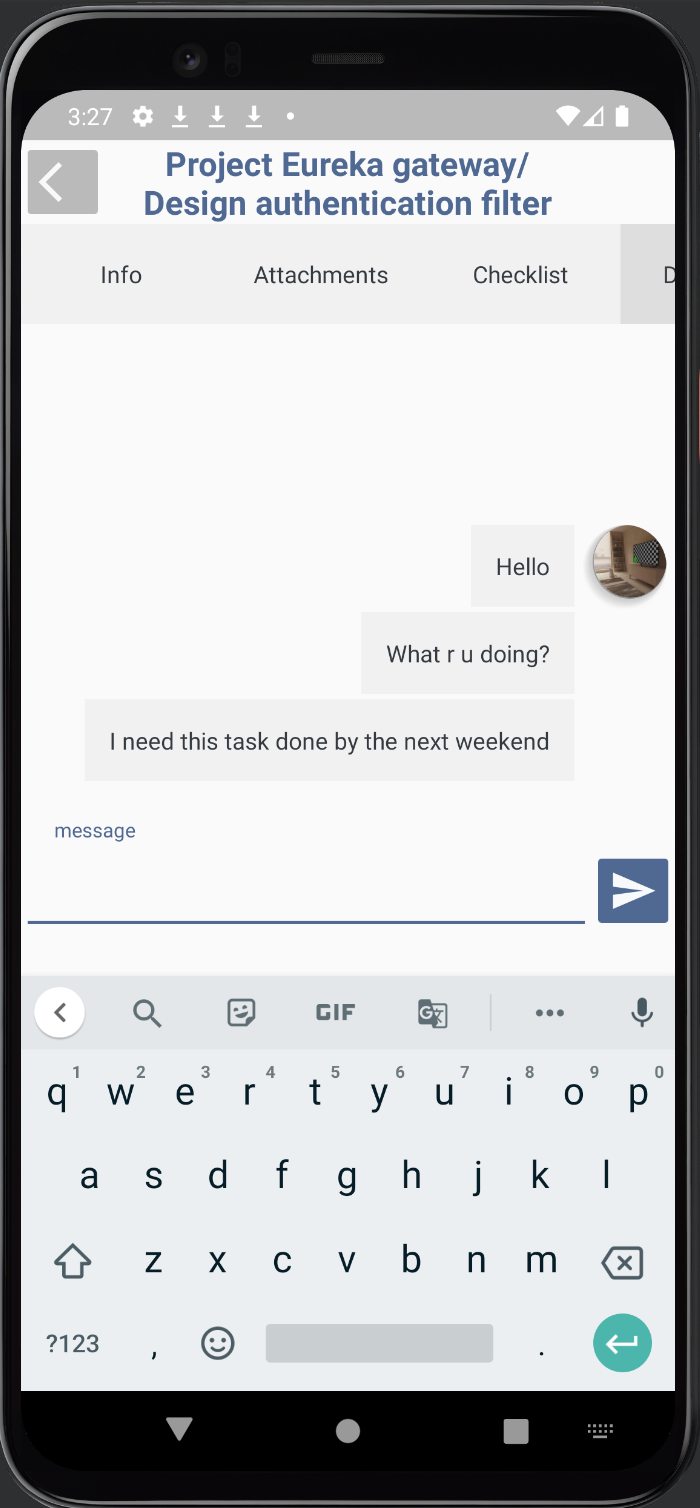 3:27
Project Eureka gateway/
Design authentication filter
Info Attachments Checklist D
Hello
What r u doing?
I need this task done by the next weekend
message
GIF G
q1 w2 e3 r4 t5 y6 u7 i8 o9 p0
a s d f g h j k l
z x c v b n m
?123 , .